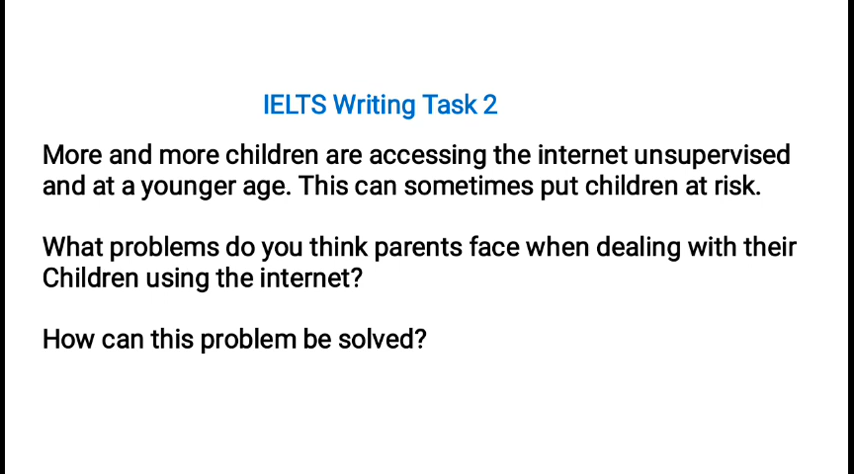 IELTS Writing Task 2
More and more children are accessing the internet unsupervised
and at a younger age. This can sometimes put children at risk.
What problems do you think parents face when dealing with their
Children using the internet?
How can this problem be solved?